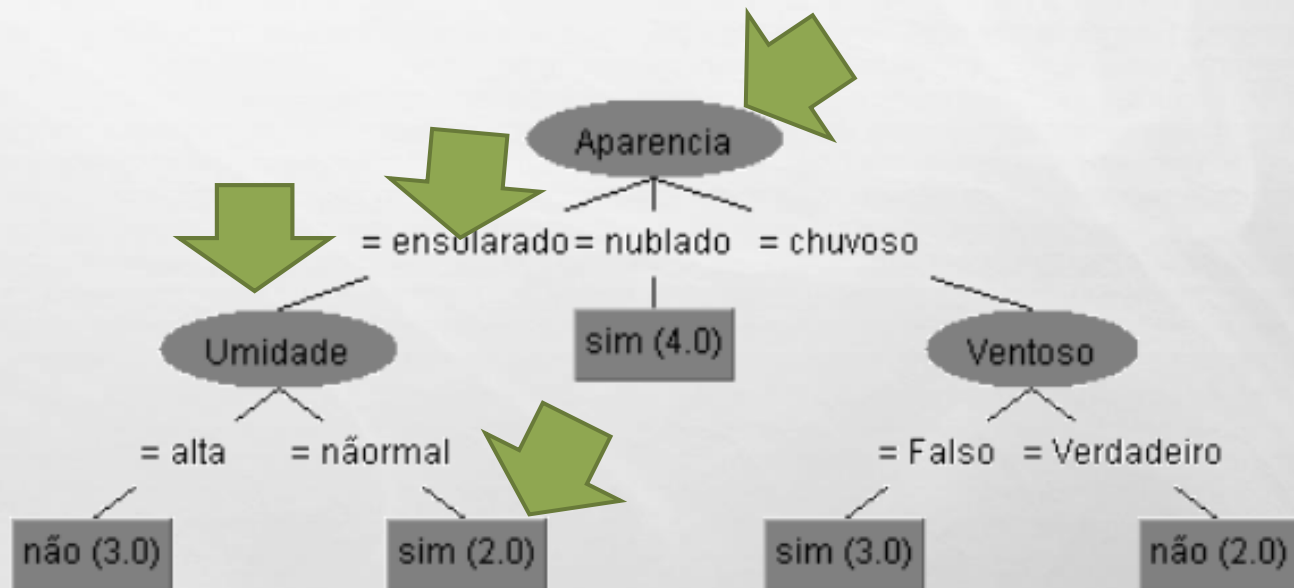 Aparencia
= ensolarado = nublado = chuvoso
Umidade sim (4.0) Ventoso
= alta = nãormal = Falso = Verdadeiro
não (3.0) sim (2.0) sim (3.0) não (2.0)